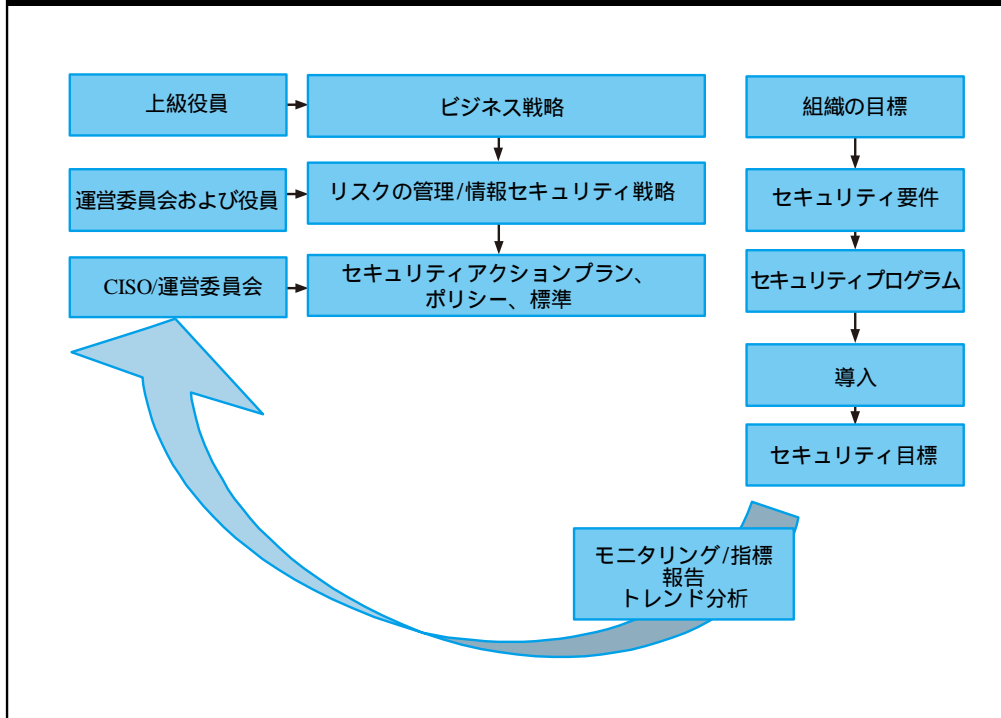 上級役員
ビジネス戦略
組織の目標
運営委員会および役員
リスクの管理/情報セキュリティ戦略
セキュリティ要件
CISO/運営委員会
セキュリティアクションプラン、
ポリシー、標準
セキュリティプログラム
導入
セキュリティ目標
モニタリング/指標
報告
トレンド分析